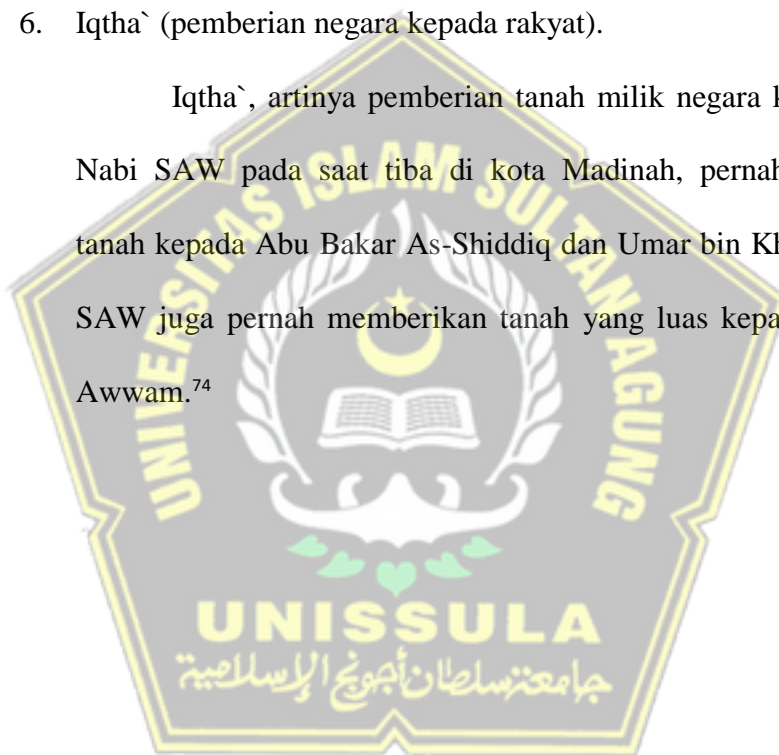 6. Iqtha` (pemberian negara kepada rakyat).
Iqtha`, artinya pemberian tanah milik negara
Nabi SAW pada saat tiba di kota Madinah, pernah
tanah kepada Abu Bakar As-Shiddiq dan Umar bin
SAW juga pernah memberikan tanah yang luas
Awwam.74
UNIVERSITAS ISLAM SULTAN AGUNG
UNISSULA
جامعة سلطان أجونج الإسلامية